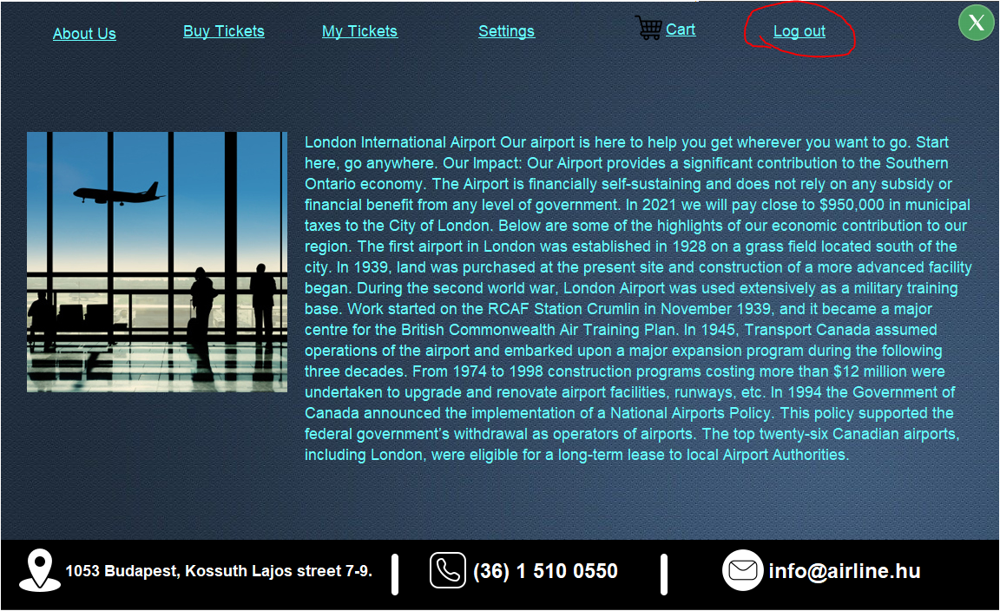 About Us Buy Tickets My Tickets Settings Cart Log out X
London International Airport Our airport is here to help you get wherever you want to go. Start
here, go anywhere. Our Impact: Our Airport provides a significant contribution to the Southern
Ontario economy. The Airport is financially self-sustaining and does not rely on any subsidy or
financial benefit from any level of government. In 2021 we will pay close to $950,000 in municipal
taxes to the City of London. Below are some of the highlights of our economic contribution to our
region. The first airport in London was established in 1928 on a grass field located south of the
city. In 1939, land was purchased at the present site and construction of a more advanced facility
began. During the second world war, London Airport was used extensively as a military training
base. Work started on the RCAF Station Crumlin in November 1939, and it became a major
centre for the British Commonwealth Air Training Plan. In 1945, Transport Canada assumed
operations of the airport and embarked upon a major expansion program during the following
three decades. From 1974 to 1998 construction programs costing more than $12 million were
undertaken to upgrade and renovate airport facilities, runways, etc. In 1994 the Government of
Canada announced the implementation of a National Airports Policy. This policy supported the
federal government's withdrawal as operators of airports. The top twenty-six Canadian airports,
including London, were eligible for a long-term lease to local Airport Authorities.
1053 Budapest, Kossuth Lajos street 7-9. (36) 1 510 0550 info@airline.hu